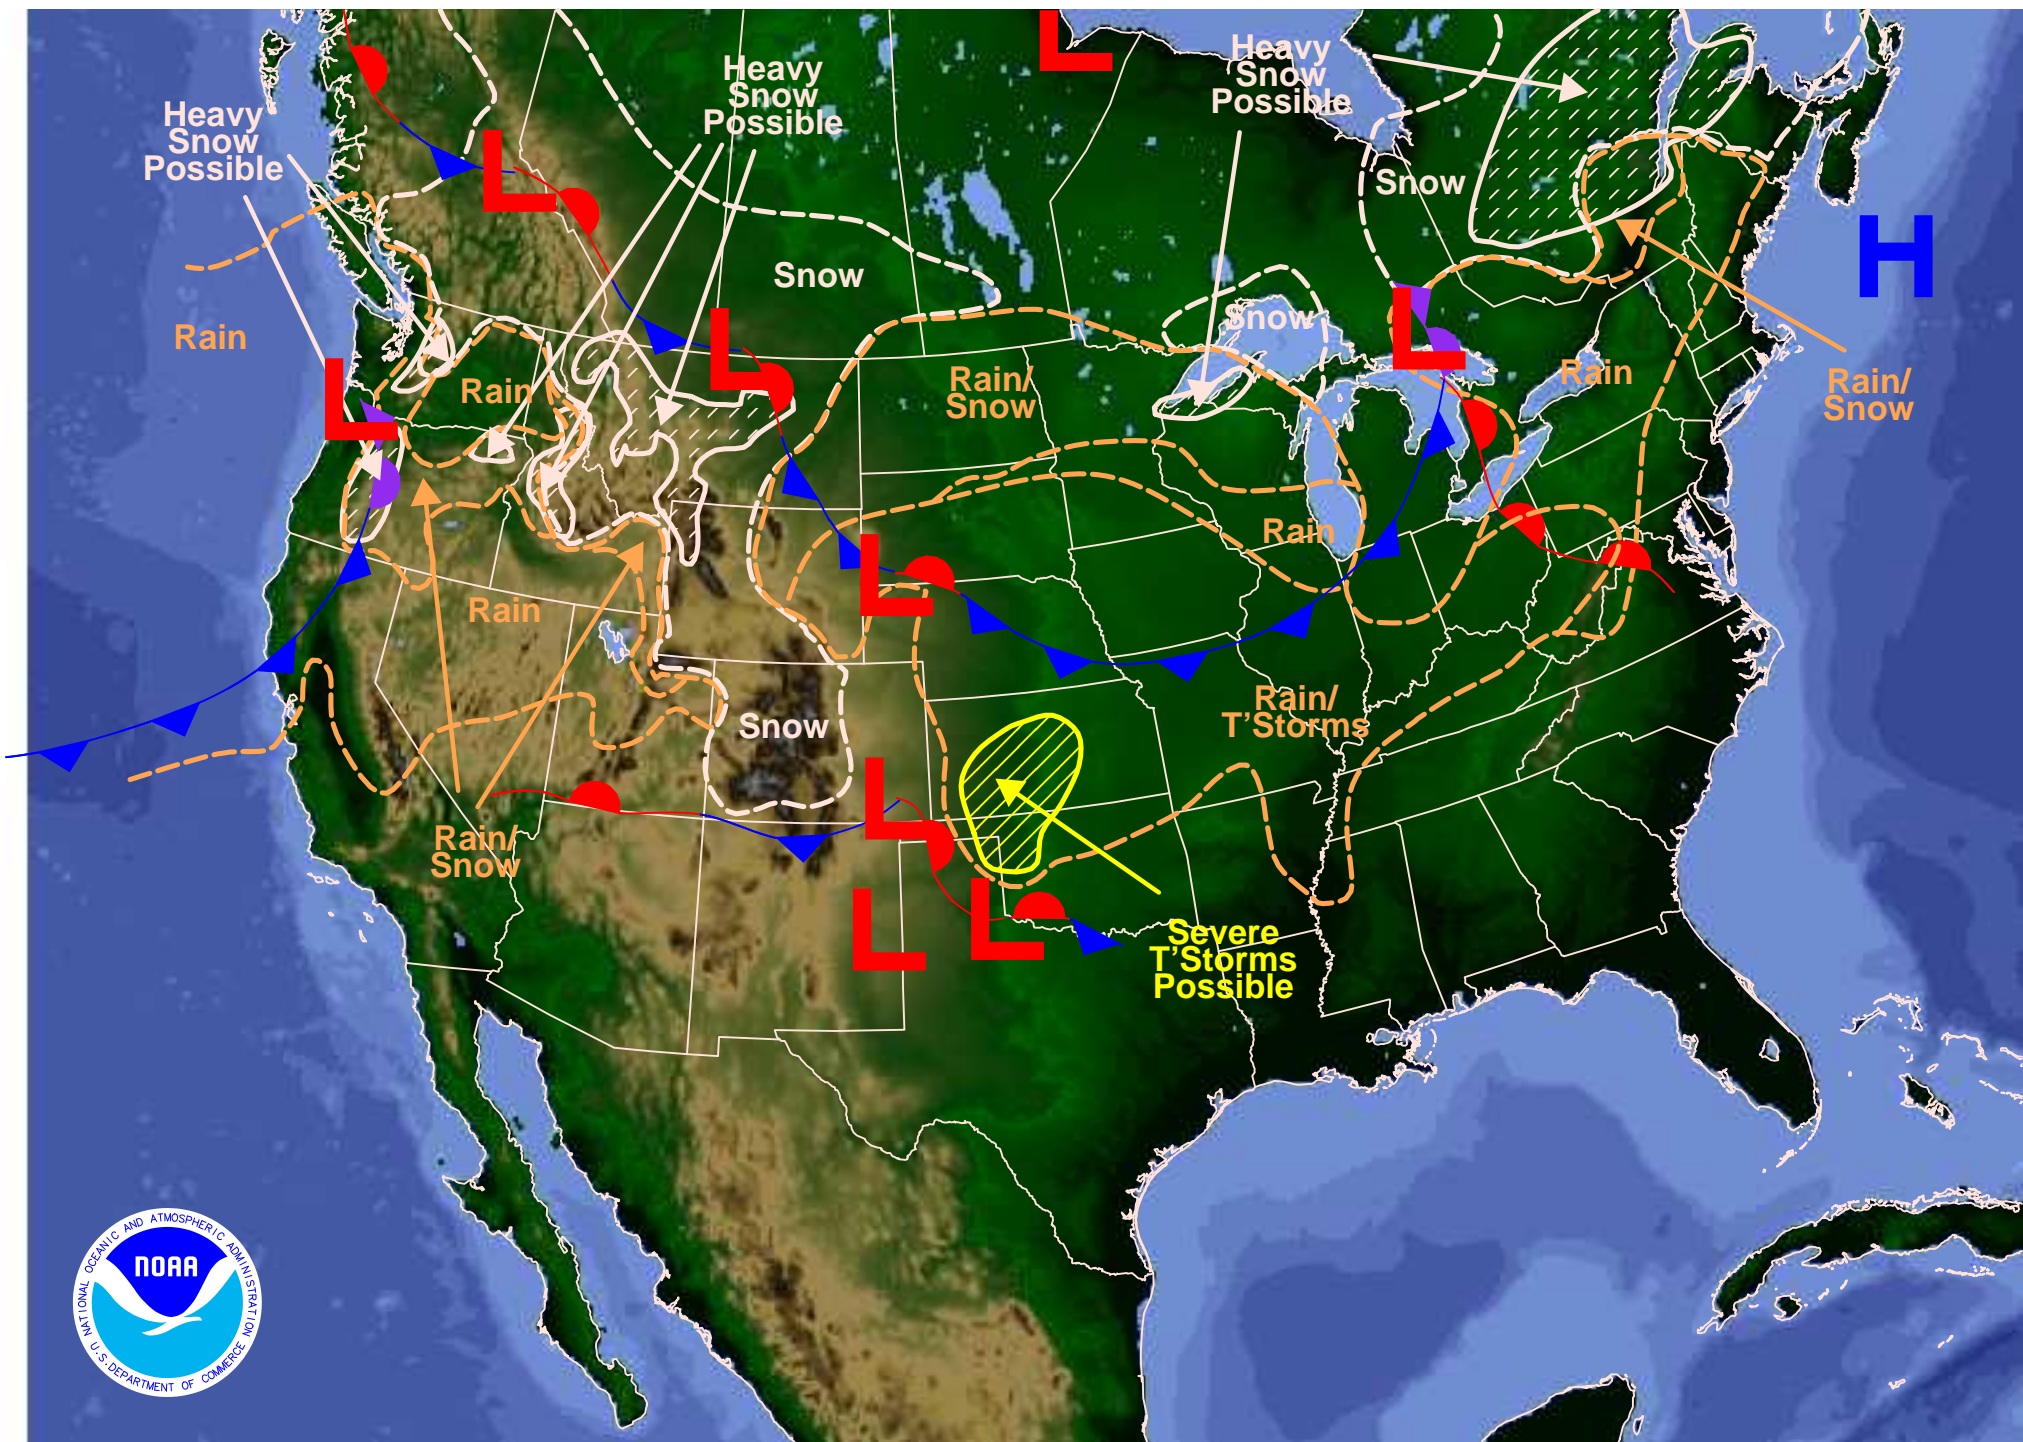 Heavy
Snow
Possible
Heavy
Snow
Possible
Heavy
Snow
Possible
L
L
L
Snow
H
Snow
Rain
Snow
L
L
L
Rain
Rain/
Snow
Rain
Rain/
Snow
Rain
L
Rain
Snow
Rain/
T'Storms
L
Rain/
Snow
L
L
Severe
T'Storms
Possible
NATIONAL OCEANIC AND ATMOSPHERIC ADMINISTRATION
NOAA
U.S. DEPARTMENT OF COMMERCE